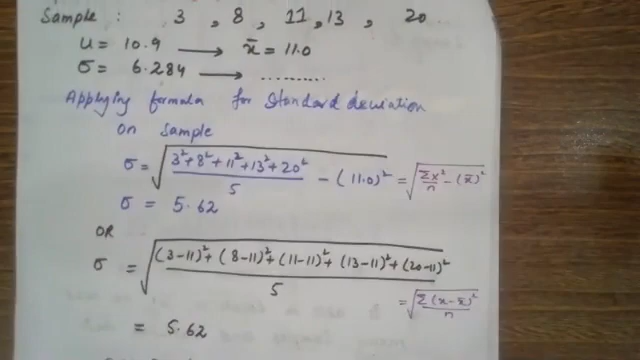 Sample : 3 , 8 , 11 , 13 , 20
u = 10.9 → x̄ = 11.0
σ = 6.284 → ............
Applying formula for Standard deviation
on sample
σ = √((3²+8²+11²+13²+20²)/5 − (11.0)²) = √(Σx²/n − (x̄)²)
σ = 5.62
OR
σ = √(((3−11)²+(8−11)²+(11−11)²+(13−11)²+(20−11)²)/5) = √(Σ(x−x̄)²/n)
= 5.62